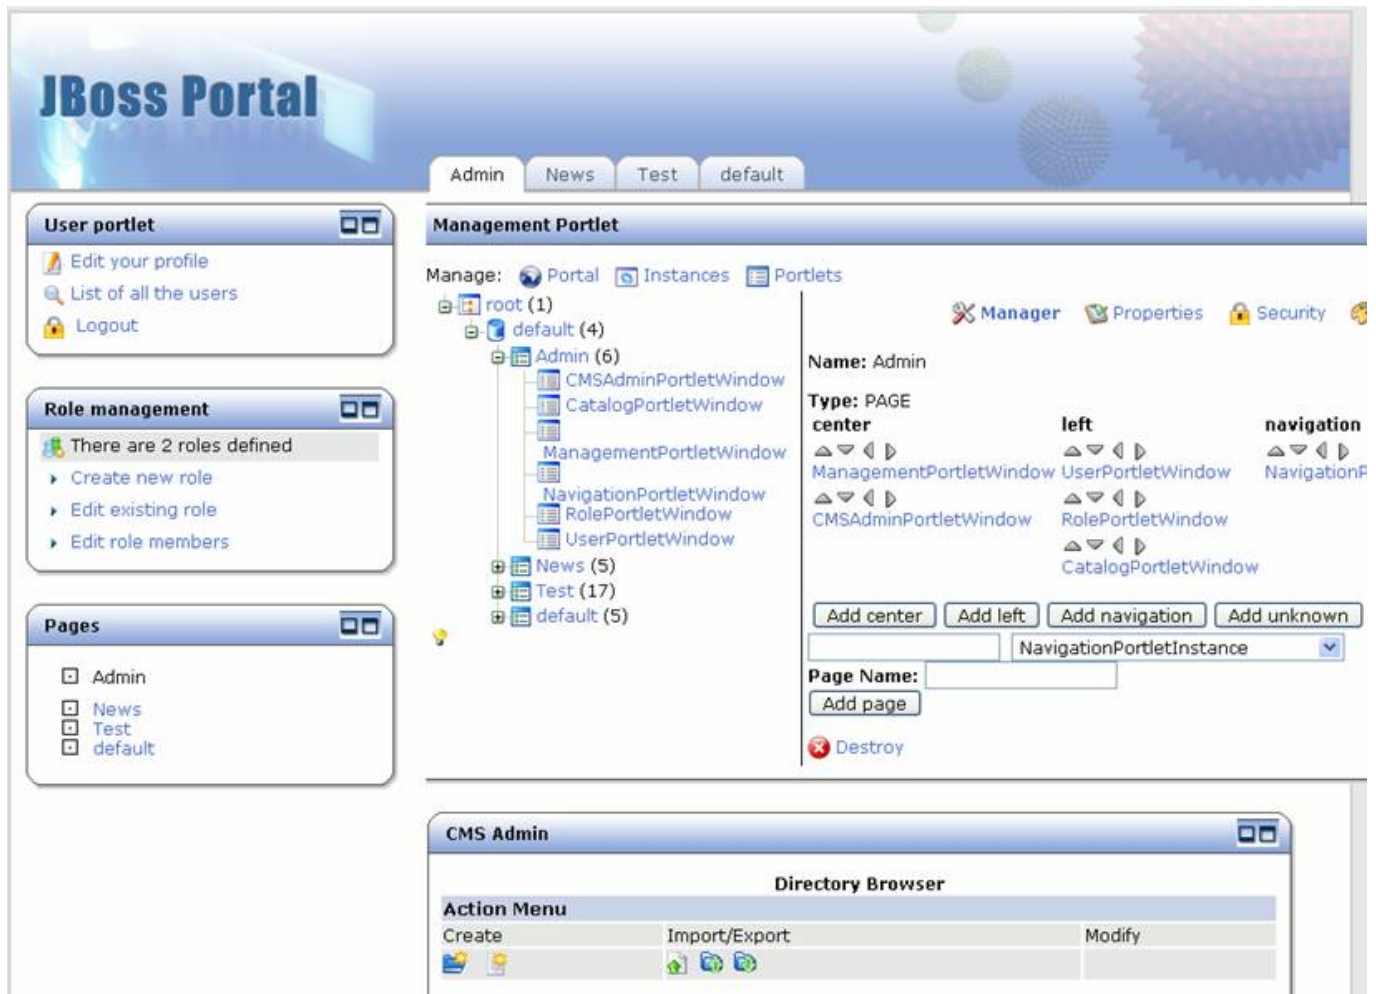 JBoss Portal
Admin News Test default
User portlet
Edit your profile
List of all the users
Logout
Role management
There are 2 roles defined
Create new role
Edit existing role
Edit role members
Pages
Admin
News
Test
default
Management Portlet
Manage: Portal Instances Portlets
root (1)
default (4)
Admin (6)
CMSAdminPortletWindow
CatalogPortletWindow
ManagementPortletWindow
NavigationPortletWindow
RolePortletWindow
UserPortletWindow
News (5)
Test (17)
default (5)
Manager Properties Security
Name: Admin
Type: PAGE
center left navigation
ManagementPortletWindow UserPortletWindow NavigationP
CMSAdminPortletWindow RolePortletWindow
CatalogPortletWindow
Add center Add left Add navigation Add unknown
NavigationPortletInstance
Page Name:
Add page
Destroy
CMS Admin
Directory Browser
Action Menu
Create Import/Export Modify